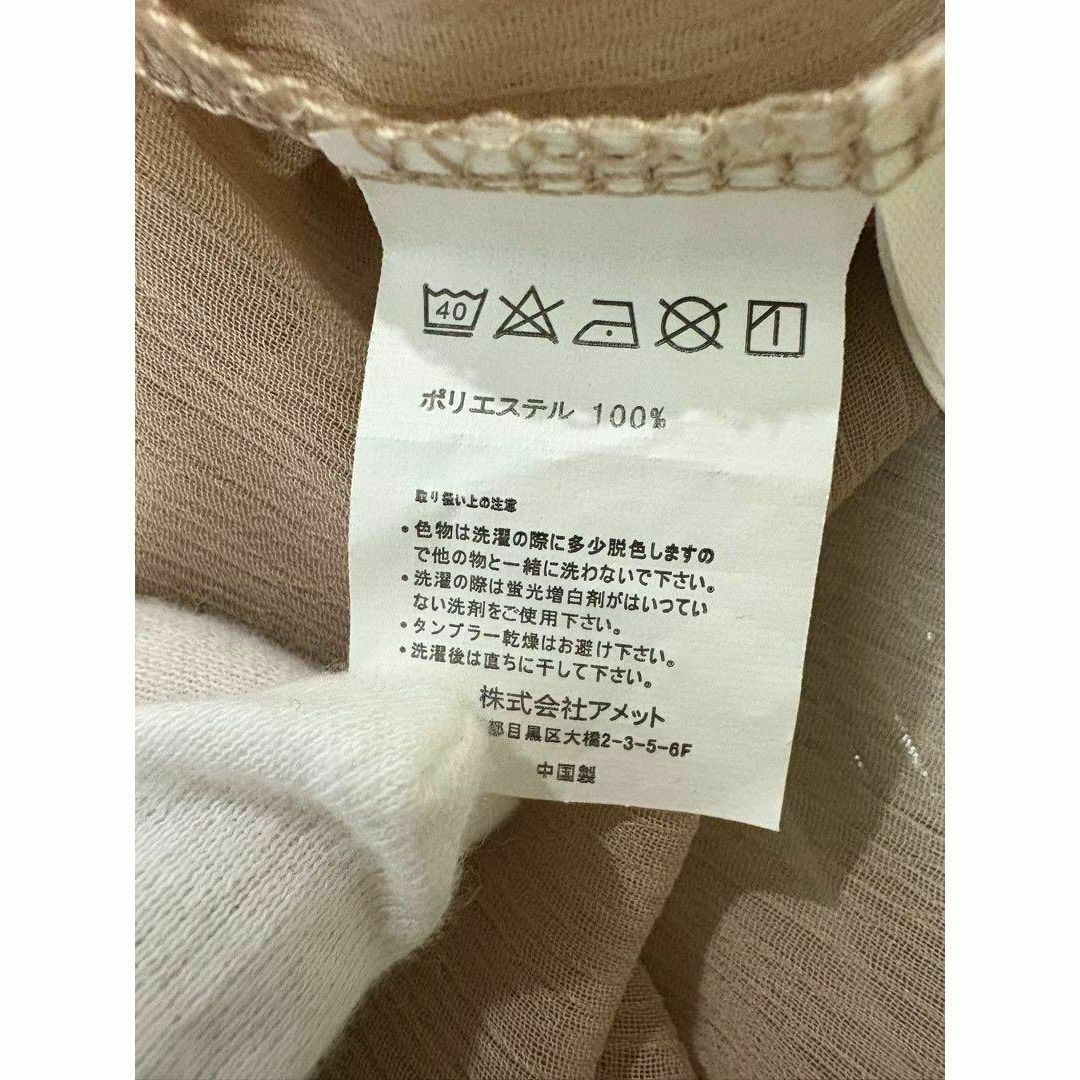 40
ポリエステル 100%
取り扱い上の注意
・色物は洗濯の際に多少脱色しますの
で他の物と一緒に洗わないで下さい。
・洗濯の際は蛍光増白剤がはいつてい
ない洗剤をご使用下さい。
・タンブラー乾燥はお避け下さい。
・洗濯後は直ちに干して下さい。
株式会社アメット
都目黒区大橋2-3-5-6F
中国製